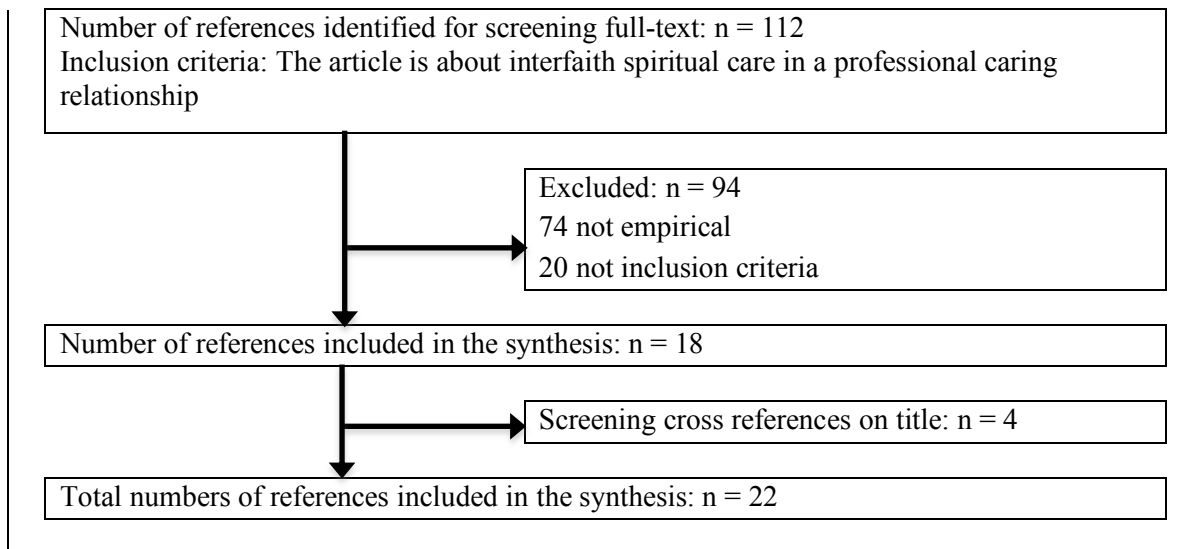 Number of references identified for screening full-text: n = 112
Inclusion criteria: The article is about interfaith spiritual care in a professional caring
relationship
Excluded: n = 94
74 not empirical
20 not inclusion criteria
Number of references included in the synthesis: n = 18
Screening cross references on title: n = 4
Total numbers of references included in the synthesis: n = 22